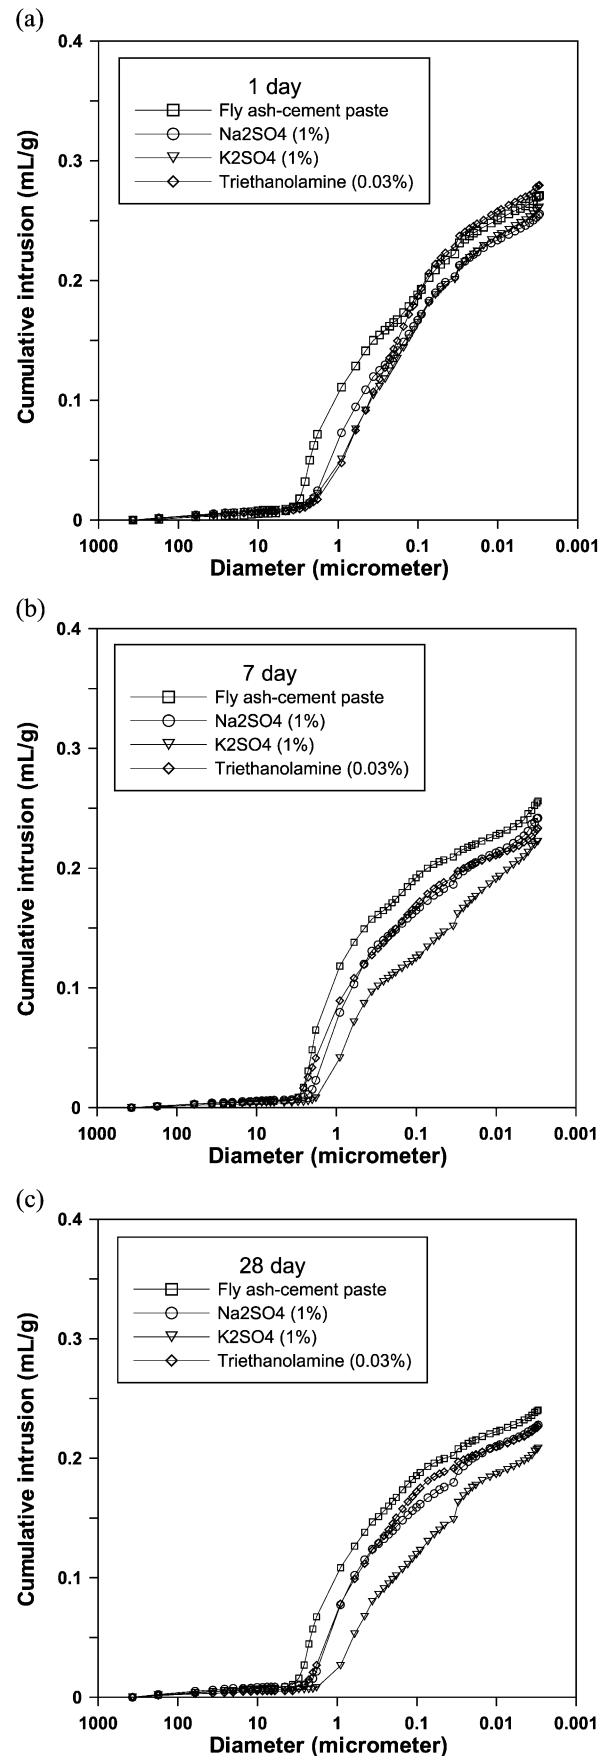 (a)
0.4
1 day
Fly ash-cement paste
Na2SO4 (1%)
K2SO4 (1%)
Triethanolamine (0.03%)
0.3
0.2
0.1
0
Cumulative intrusion (mL/g)
1000 100 10 1 0.1 0.01 0.001
Diameter (micrometer)
(b)
0.4
7 day
Fly ash-cement paste
Na2SO4 (1%)
K2SO4 (1%)
Triethanolamine (0.03%)
0.3
0.2
0.1
0
Cumulative intrusion (mL/g)
1000 100 10 1 0.1 0.01 0.001
Diameter (micrometer)
(c)
0.4
28 day
Fly ash-cement paste
Na2SO4 (1%)
K2SO4 (1%)
Triethanolamine (0.03%)
0.3
0.2
0.1
0
Cumulative intrusion (mL/g)
1000 100 10 1 0.1 0.01 0.001
Diameter (micrometer)